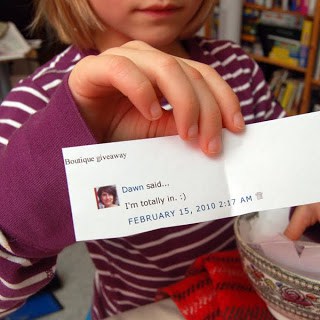 Boutique giveaway
Dawn said...
I'm totally in. :)
FEBRUARY 15, 2010 2:17 AM